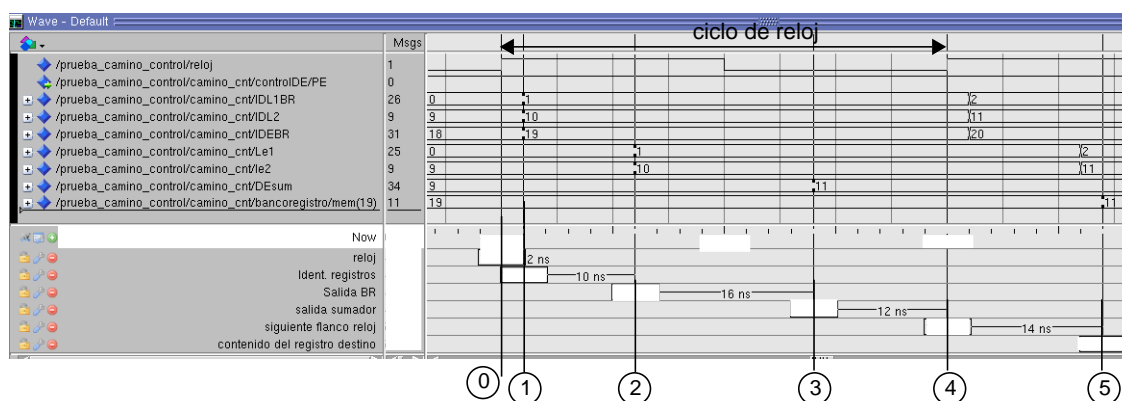 Wave - Default
ciclo de reloj
Msgs
/prueba_camino_control/reloj 1
/prueba_camino_control/camino_cnt/controlDE/PE 0
/prueba_camino_control/camino_cnt/IDL1BR 26 0 1 2
/prueba_camino_control/camino_cnt/IDL2 9 9 10 11
/prueba_camino_control/camino_cnt/IDEBR 31 18 19 20
/prueba_camino_control/camino_cnt/Le1 25 0 1 2
/prueba_camino_control/camino_cnt/le2 9 9 10 11
/prueba_camino_control/camino_cnt/DEsum 34 9 11
/prueba_camino_control/camino_cnt/bancoregistro/mem(19) 11 19 11
Now
reloj 2 ns
Ident. registros 10 ns
Salida BR 16 ns
salida sumador 12 ns
siguiente flanco reloj 14 ns
contenido del registro destino
0 1 2 3 4 5